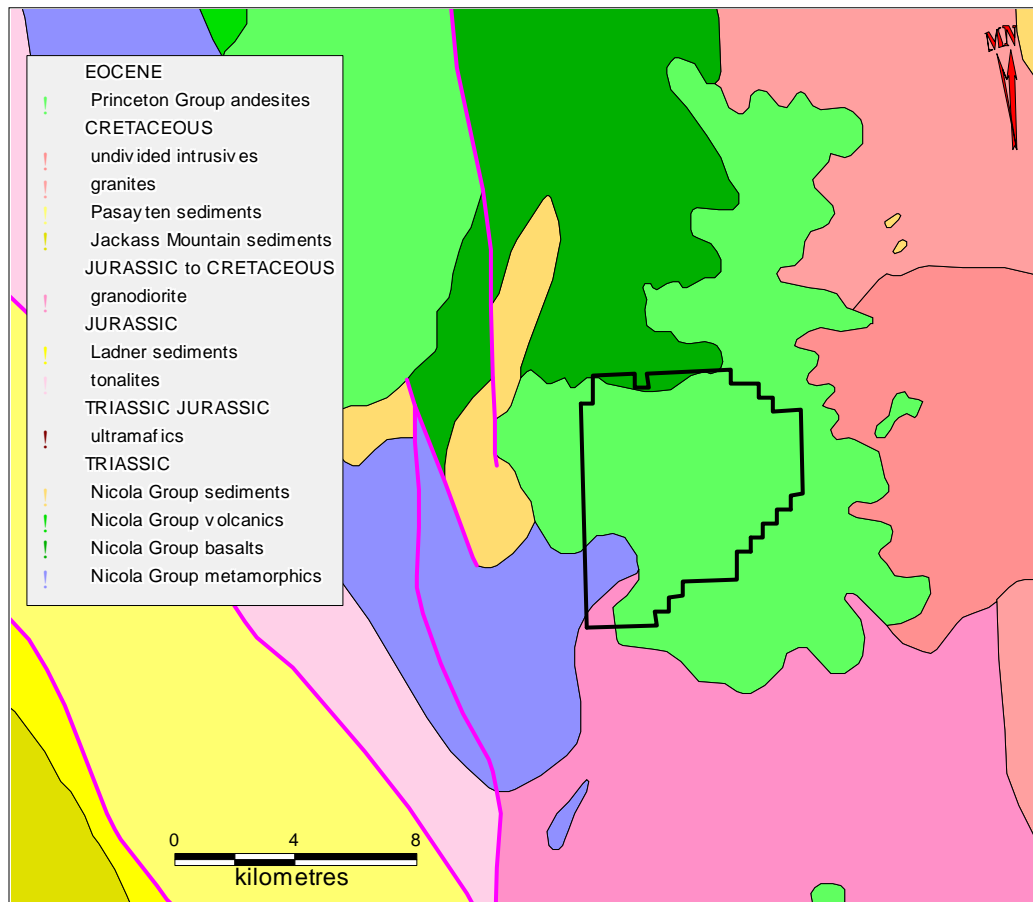 MN
EOCENE
Princeton Group andesites
CRETACEOUS
undivided intrusives
granites
Pasayten sediments
Jackass Mountain sediments
JURASSIC to CRETACEOUS
granodiorite
JURASSIC
Ladner sediments
tonalites
TRIASSIC JURASSIC
ultramafics
TRIASSIC
Nicola Group sediments
Nicola Group volcanics
Nicola Group basalts
Nicola Group metamorphics
0 4 8
kilometres